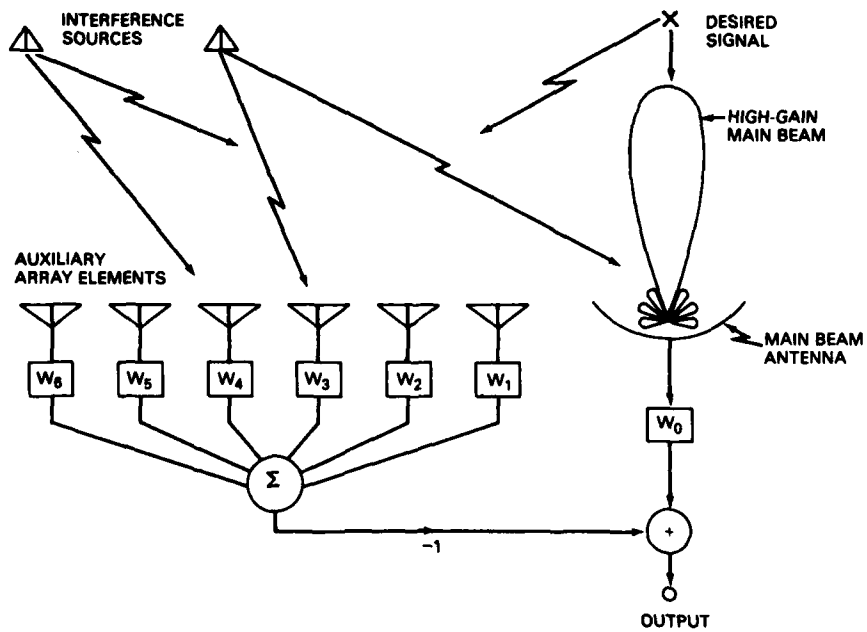 INTERFERENCE
SOURCES
DESIRED
SIGNAL
HIGH-GAIN
MAIN BEAM
AUXILIARY
ARRAY ELEMENTS
MAIN BEAM
ANTENNA
W₆ W₅ W₄ W₃ W₂ W₁
W₀
Σ
+
−1
OUTPUT